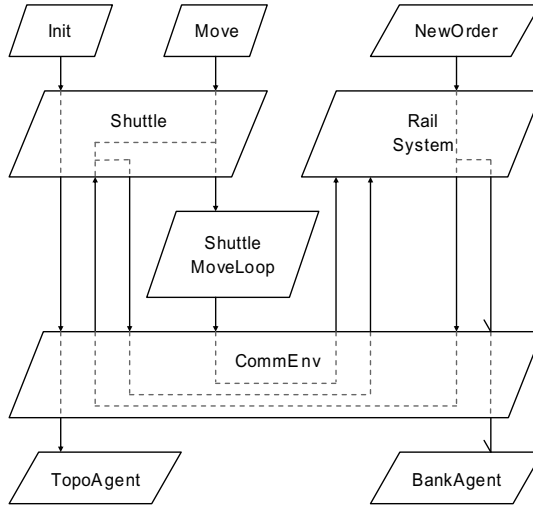 Init
Move
NewOrder
Shuttle
Rail
System
Shuttle
MoveLoop
CommEnv
TopoAgent
BankAgent